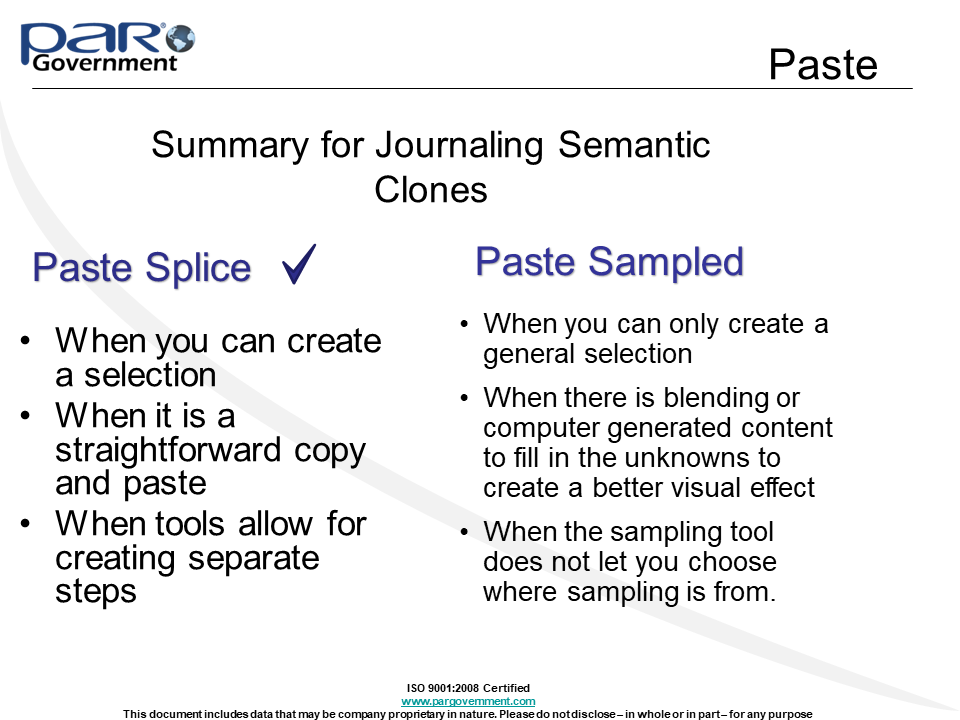 PAR®
Government
Paste
Summary for Journaling Semantic
Clones
Paste Splice
• When you can create
a selection
• When it is a
straightforward copy
and paste
• When tools allow for
creating separate
steps
Paste Sampled
• When you can only create a
general selection
• When there is blending or
computer generated content
to fill in the unknowns to
create a better visual effect
• When the sampling tool
does not let you choose
where sampling is from.
ISO 9001:2008 Certified
www.pargovernment.com
This document includes data that may be company proprietary in nature. Please do not disclose – in whole or in part – for any purpose